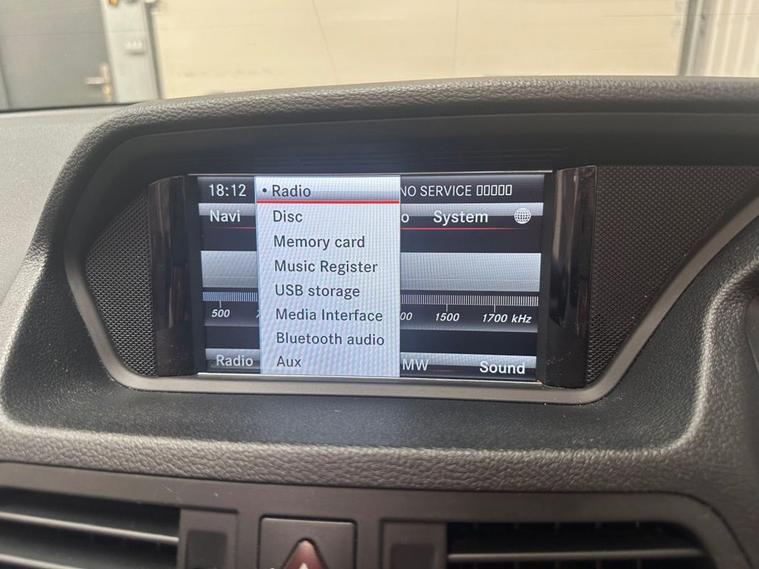 18:12
Radio
NO SERVICE
Navi
Disc
System
Memory card
Music Register
USB storage
500
Media Interface
1500
1700 kHz
Bluetooth audio
Radio
Aux
MW
Sound